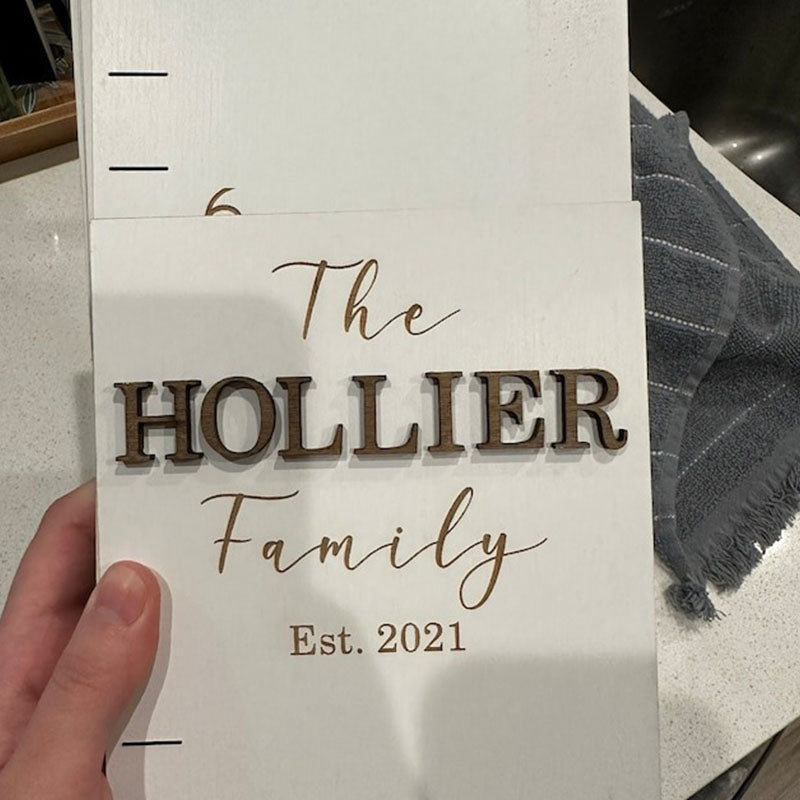 The
HOLLIER
Family
Est. 2021